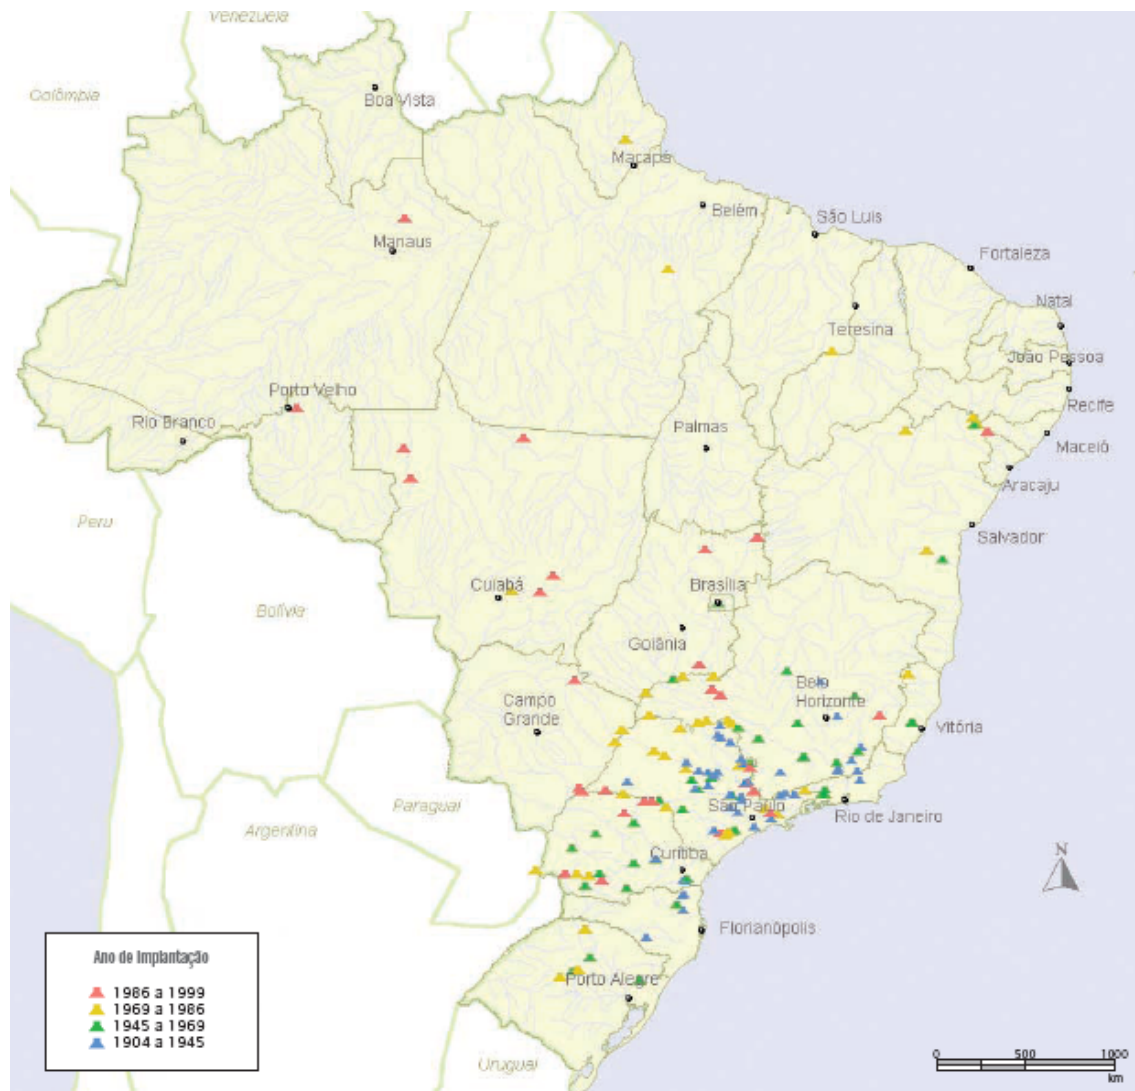 Venezuela
Colômbia
Boa Vista
Macapá
Belém
São Luis
Manaus
Fortaleza
Natal
Teresina
João Pessoa
Porto Velho
Recife
Rio Branco
Palmas
Maceió
Aracaju
Peru
Salvador
Cuiabá
Brasília
Bolívia
Goiânia
Belo
Horizonte
Campo
Grande
Vitória
Paraguai
São Paulo
Rio de Janeiro
Argentina
Curitiba
N
Florianópolis
Ano de Implantação
Porto Alegre
1986 a 1999
1969 a 1986
1945 a 1969
1904 a 1945
Uruguai
0 500 1000
km